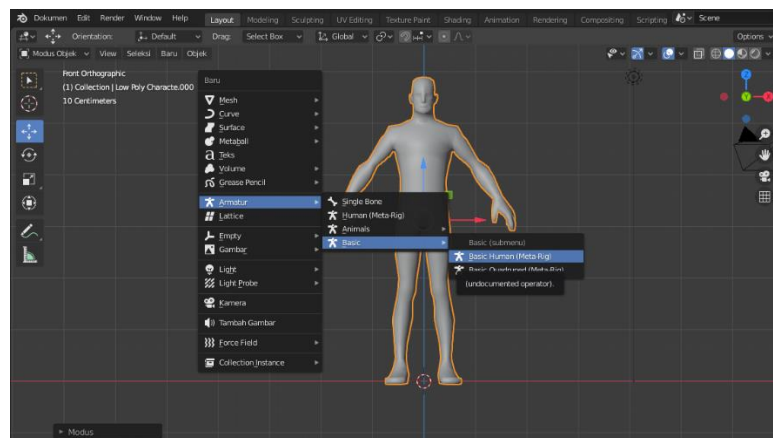 Dokumen Edit Render Window Help Layout Modeling Sculpting UV Editing Texture Paint Shading Animation Rendering Compositing Scripting Scene
Orientation: Default Drag: Select Box Global Options
Modus Objek View Seleksi Baru Objek
Front Orthographic
(1) Collection | Low Poly Characte.000
10 Centimeters
Baru
Mesh
Curve
Surface
Metaball
Teks
Volume
Grease Pencil
Armatur
Lattice
Empty
Gambar
Light
Light Probe
Kamera
Tambah Gambar
Force Field
Collection Instance
Single Bone
Human (Meta-Rig)
Animals
Basic
Basic (submenu)
Basic Human (Meta-Rig)
Basic Quadruped (Meta-Rig)
(undocumented operator).
Modus